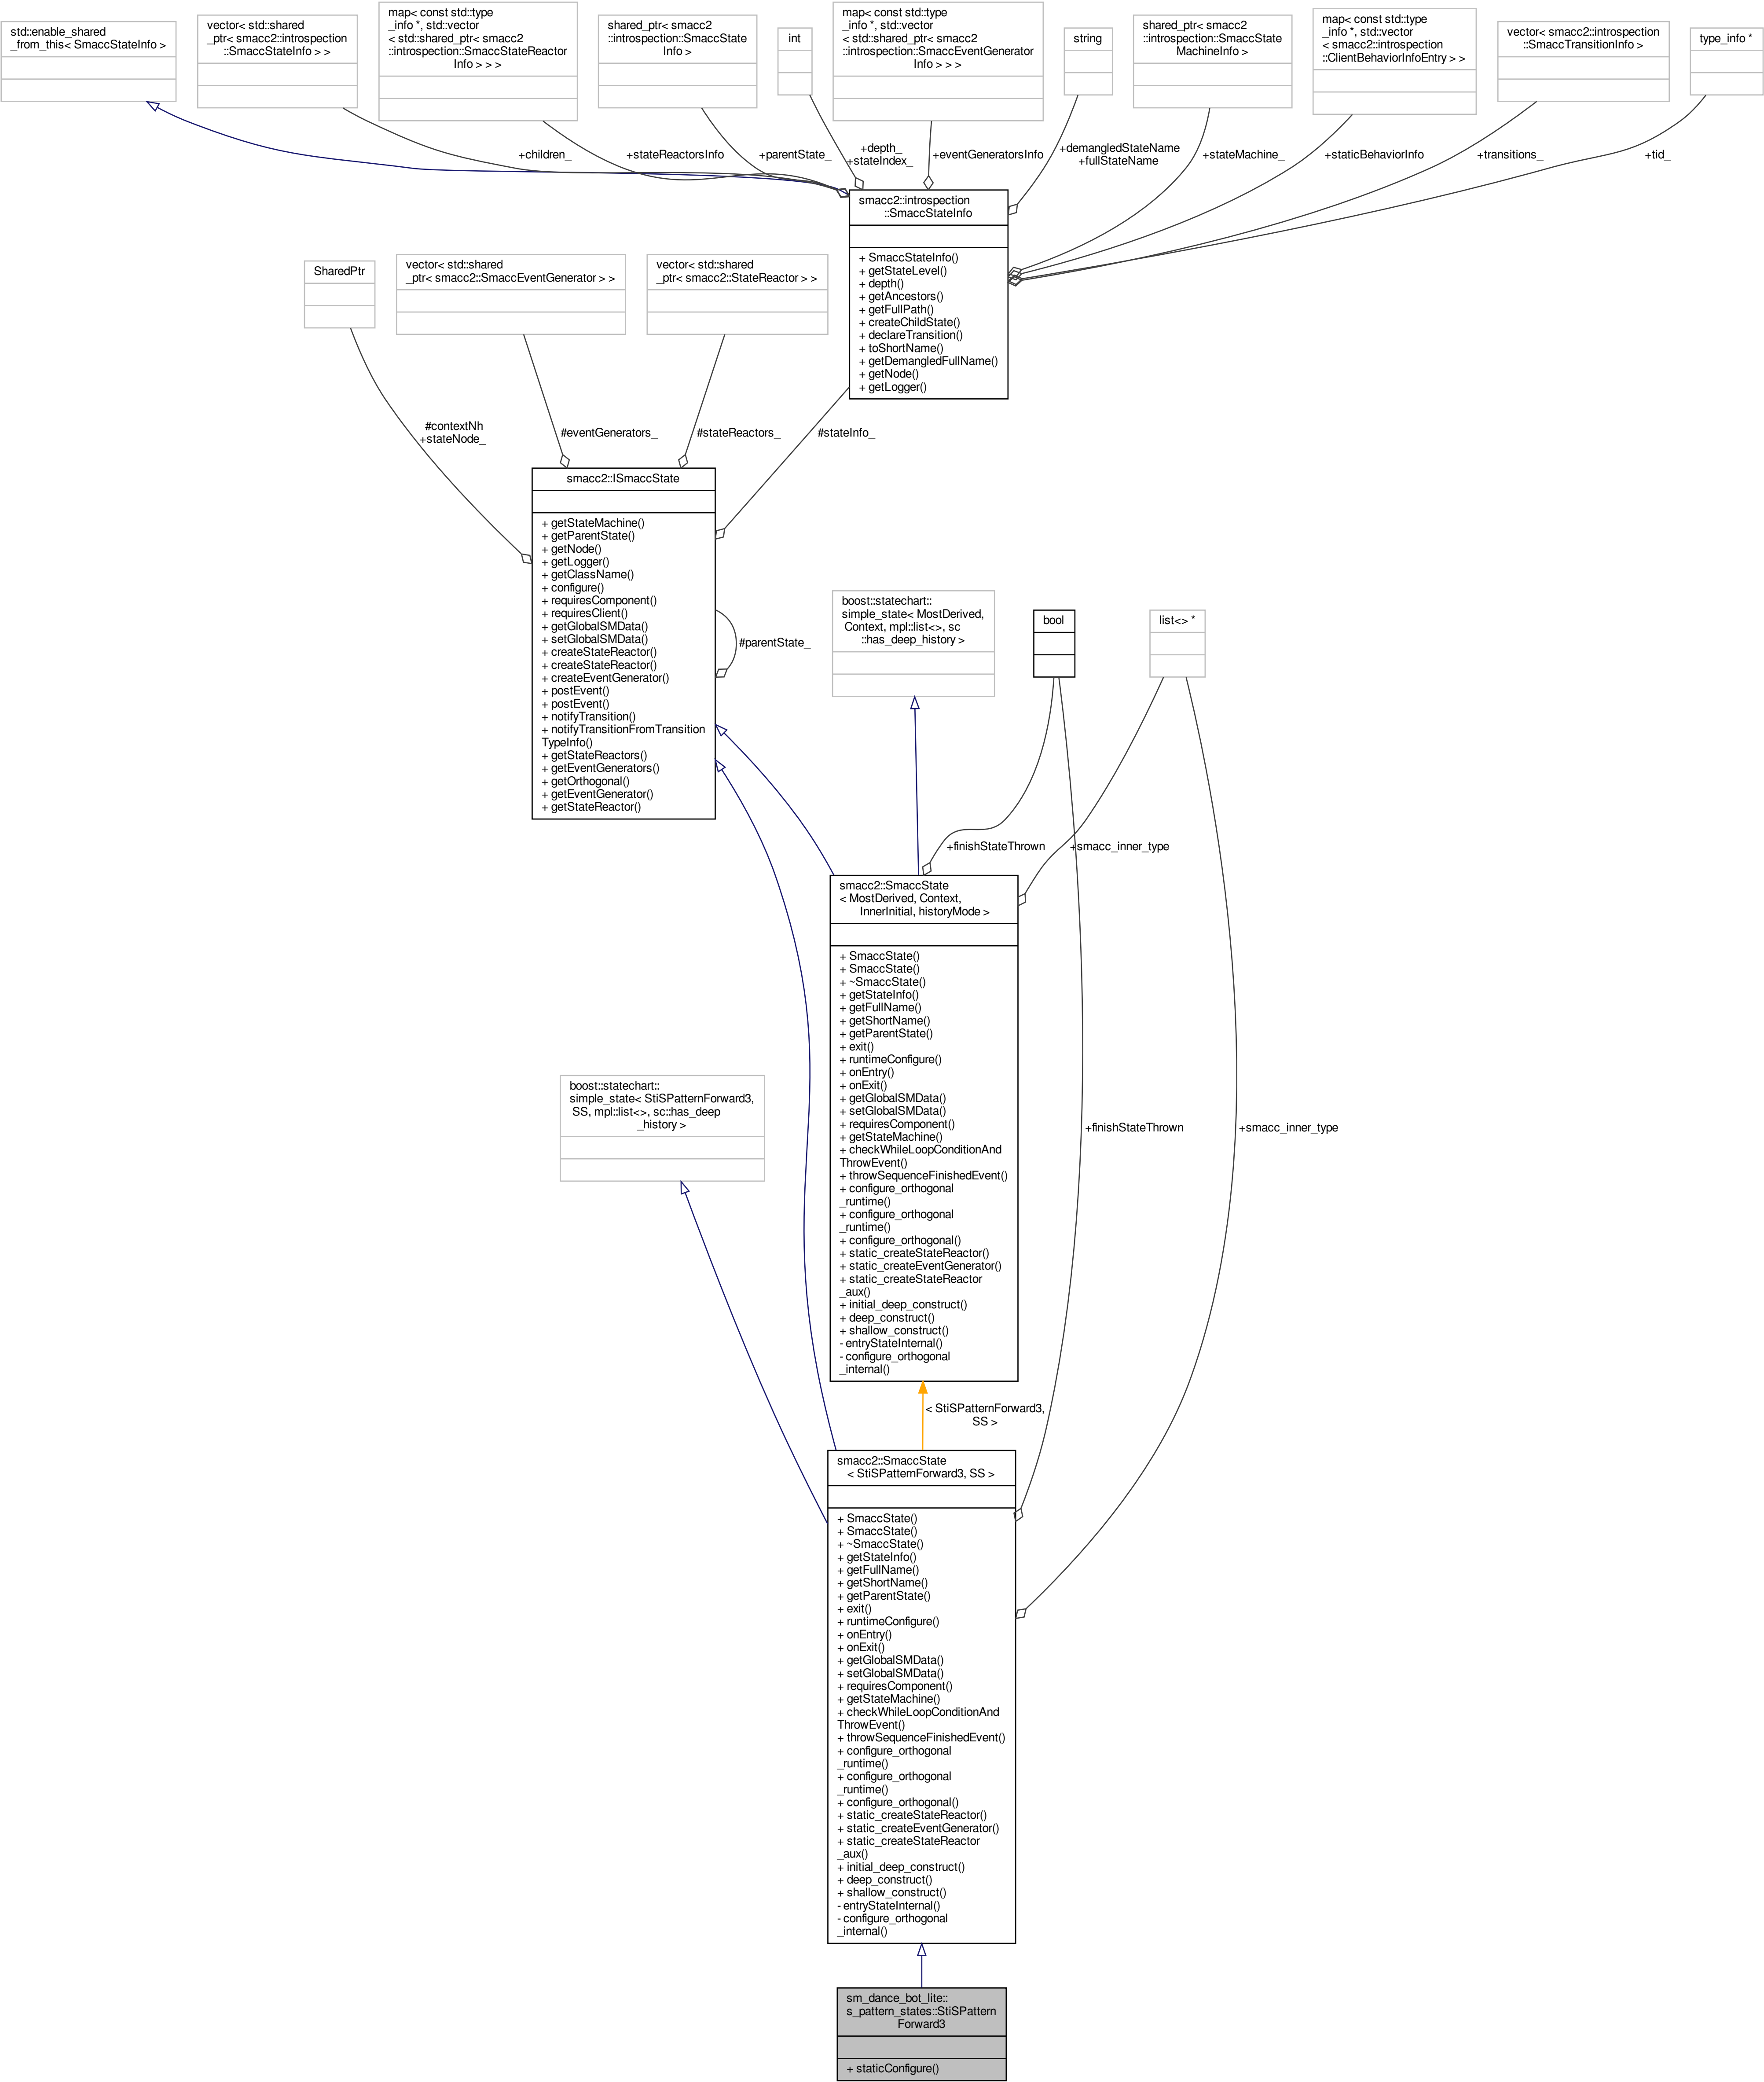 std::enable_shared
_from_this< SmaccStateInfo >
vector< std::shared
_ptr< smacc2::introspection
::SmaccStateInfo > >
map< const std::type
_info *, std::vector
< std::shared_ptr< smacc2
::introspection::SmaccStateReactor
Info > > >
shared_ptr< smacc2
::introspection::SmaccState
Info >
int
map< const std::type
_info *, std::vector
< std::shared_ptr< smacc2
::introspection::SmaccEventGenerator
Info > > >
string
shared_ptr< smacc2
::introspection::SmaccState
MachineInfo >
map< const std::type
_info *, std::vector
< smacc2::introspection
::ClientBehaviorInfoEntry > >
vector< smacc2::introspection
::SmaccTransitionInfo >
type_info *
+children_
+stateReactorsInfo
+parentState_
+depth_
+stateIndex_
+eventGeneratorsInfo
+demangledStateName
+fullStateName
+stateMachine_
+staticBehaviorInfo
+transitions_
+tid_
smacc2::introspection
::SmaccStateInfo
+ SmaccStateInfo()
+ getStateLevel()
+ depth()
+ getAncestors()
+ getFullPath()
+ createChildState()
+ declareTransition()
+ toShortName()
+ getDemangledFullName()
+ getNode()
+ getLogger()
SharedPtr
vector< std::shared
_ptr< smacc2::SmaccEventGenerator > >
vector< std::shared
_ptr< smacc2::StateReactor > >
#contextNh
+stateNode_
#eventGenerators_
#stateReactors_
#stateInfo_
smacc2::ISmaccState
+ getStateMachine()
+ getParentState()
+ getNode()
+ getLogger()
+ getClassName()
+ configure()
+ requiresComponent()
+ requiresClient()
+ getGlobalSMData()
+ setGlobalSMData()
+ createStateReactor()
+ createStateReactor()
+ createEventGenerator()
+ postEvent()
+ postEvent()
+ notifyTransition()
+ notifyTransitionFromTransition
TypeInfo()
+ getStateReactors()
+ getEventGenerators()
+ getOrthogonal()
+ getEventGenerator()
+ getStateReactor()
#parentState_
boost::statechart::
simple_state< MostDerived,
Context, mpl::list<>, sc
::has_deep_history >
bool
list<> *
+finishStateThrown
+smacc_inner_type
smacc2::SmaccState
< MostDerived, Context,
InnerInitial, historyMode >
+ SmaccState()
+ SmaccState()
+ ~SmaccState()
+ getStateInfo()
+ getFullName()
+ getShortName()
+ getParentState()
+ exit()
+ runtimeConfigure()
+ onEntry()
+ onExit()
+ getGlobalSMData()
+ setGlobalSMData()
+ requiresComponent()
+ getStateMachine()
+ checkWhileLoopConditionAnd
ThrowEvent()
+ throwSequenceFinishedEvent()
+ configure_orthogonal
_runtime()
+ configure_orthogonal
_runtime()
+ configure_orthogonal()
+ static_createStateReactor()
+ static_createEventGenerator()
+ static_createStateReactor
_aux()
+ initial_deep_construct()
+ deep_construct()
+ shallow_construct()
- entryStateInternal()
- configure_orthogonal
_internal()
boost::statechart::
simple_state< StiSPatternForward3,
SS, mpl::list<>, sc::has_deep
_history >
+finishStateThrown
+smacc_inner_type
< StiSPatternForward3,
SS >
smacc2::SmaccState
< StiSPatternForward3, SS >
+ SmaccState()
+ SmaccState()
+ ~SmaccState()
+ getStateInfo()
+ getFullName()
+ getShortName()
+ getParentState()
+ exit()
+ runtimeConfigure()
+ onEntry()
+ onExit()
+ getGlobalSMData()
+ setGlobalSMData()
+ requiresComponent()
+ getStateMachine()
+ checkWhileLoopConditionAnd
ThrowEvent()
+ throwSequenceFinishedEvent()
+ configure_orthogonal
_runtime()
+ configure_orthogonal
_runtime()
+ configure_orthogonal()
+ static_createStateReactor()
+ static_createEventGenerator()
+ static_createStateReactor
_aux()
+ initial_deep_construct()
+ deep_construct()
+ shallow_construct()
- entryStateInternal()
- configure_orthogonal
_internal()
sm_dance_bot_lite::
s_pattern_states::StiSPattern
Forward3
+ staticConfigure()